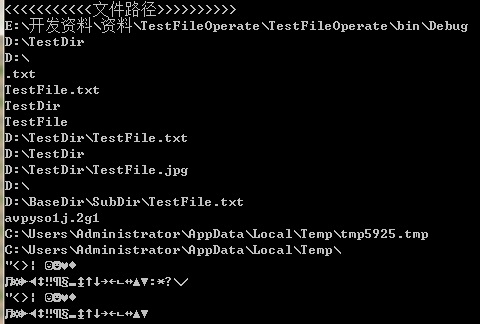 <<<<<<<<<<<文件路径>>>>>>>>>>
E:\开发资料\资料\TestFileOperate\TestFileOperate\bin\Debug
D:\TestDir
D:\
.txt
TestFile.txt
TestDir
TestFile
D:\TestDir\TestFile.txt
D:\TestDir
D:\TestDir\TestFile.jpg
D:\
D:\BaseDir\SubDir\TestFile.txt
avpyso1j.2g1
C:\Users\Administrator\AppData\Local\Temp\tmp5925.tmp
C:\Users\Administrator\AppData\Local\Temp\
"<>| ☺☻♥♦
♫☼►◄↕‼¶§▬↨↑↓→←∟↔▲▼:*?\/
"<>| ☺☻♥♦
♫☼►◄↕‼¶§▬↨↑↓→←∟↔▲▼